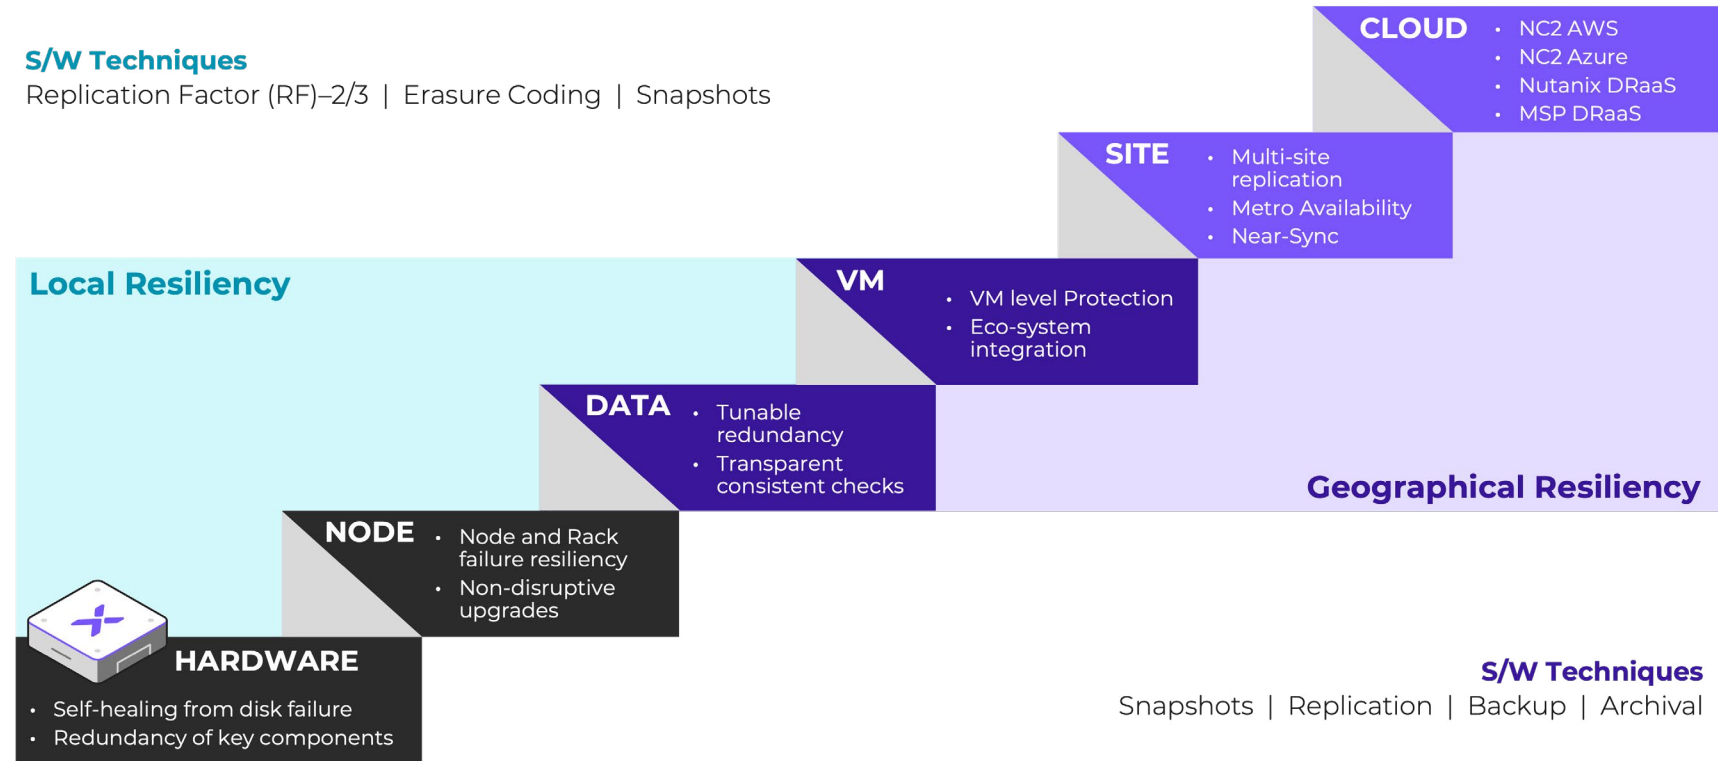 S/W Techniques
Replication Factor (RF)–2/3 | Erasure Coding | Snapshots
CLOUD
• NC2 AWS
• NC2 Azure
• Nutanix DRaaS
• MSP DRaaS
SITE
• Multi-site
replication
• Metro Availability
• Near-Sync
Local Resiliency
VM
• VM level Protection
• Eco-system
integration
DATA
• Tunable
redundancy
• Transparent
consistent checks
Geographical Resiliency
NODE
• Node and Rack
failure resiliency
• Non-disruptive
upgrades
HARDWARE
• Self-healing from disk failure
• Redundancy of key components
S/W Techniques
Snapshots | Replication | Backup | Archival